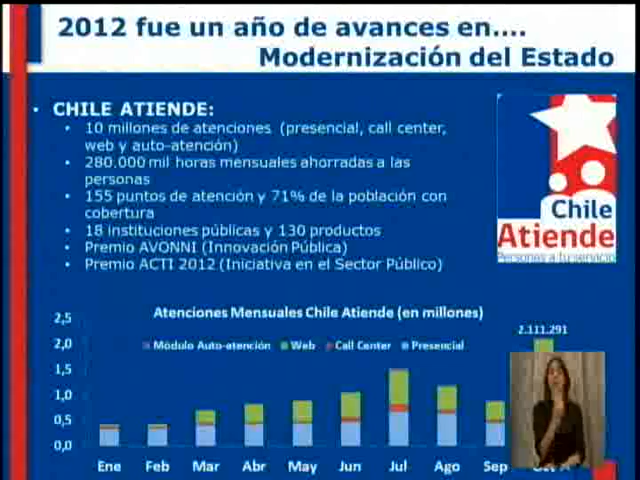 2012 fue un año de avances en....
Modernización del Estado
• CHILE ATIENDE:
• 10 millones de atenciones (presencial, call center,
web y auto-atención)
• 280.000 mil horas mensuales ahorradas a las
personas
• 155 puntos de atención y 71% de la población con
cobertura
• 18 instituciones públicas y 130 productos
• Premio AVONNI (Innovación Pública)
• Premio ACTI 2012 (Iniciativa en el Sector Público)
Chile
Atiende
Personas a tu servicio
Atenciones Mensuales Chile Atiende (en millones)
Módulo Auto-atención Web Call Center Presencial
2.111.291
2,5
2,0
1,5
1,0
0,5
0,0
Ene Feb Mar Abr May Jun Jul Ago Sep